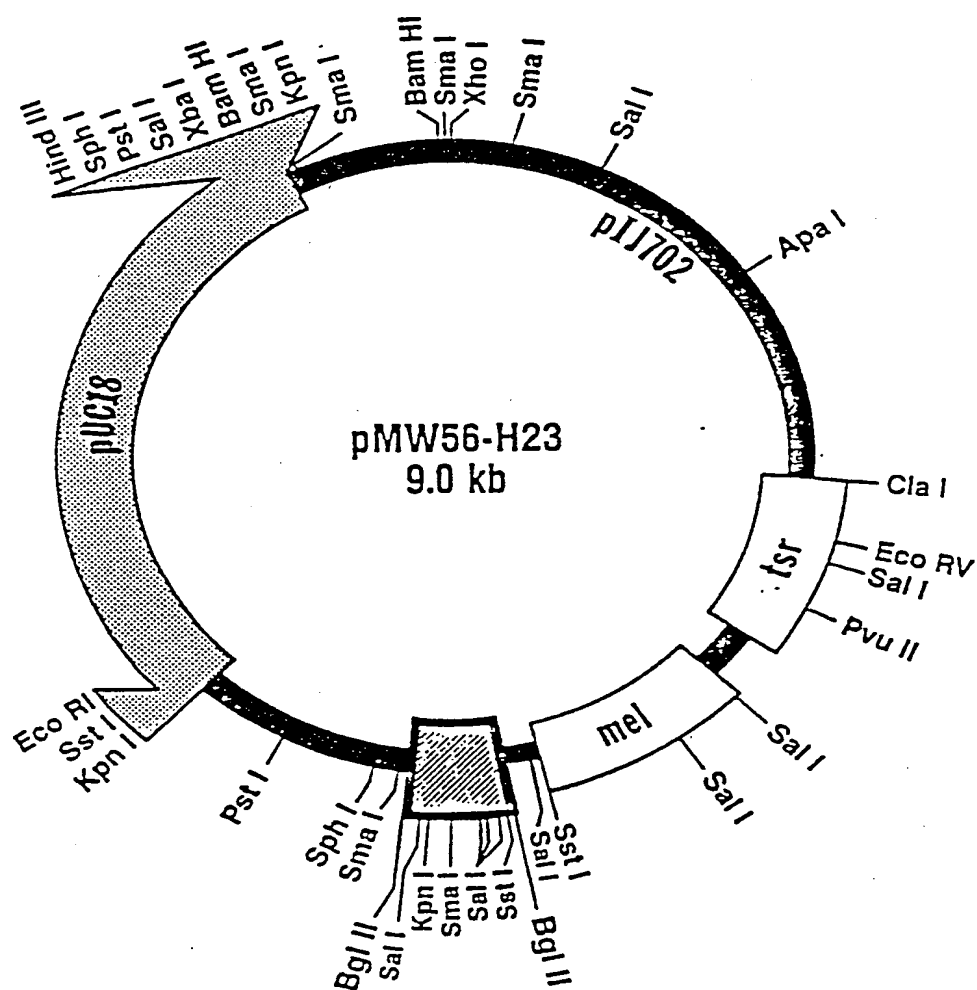 Hind III
Sph I
Pst I
Sal I
Xba I
Bam HI
Sma I
Kpn I
Sma I
Bam HI
Sma I
Xho I
Sma I
Sal I
pIJ702
Apa I
Cla I
tsr
Eco RV
Sal I
Pvu II
mel
Sal I
Sal I
Sst I
Sal I
Bgl II
Sst I
Sal I
Sma I
Kpn I
Sal I
Bgl II
Sma I
Sph I
Pst I
Kpn I
Sst I
Eco RI
pUC18
pMW56-H23
9.0 kb